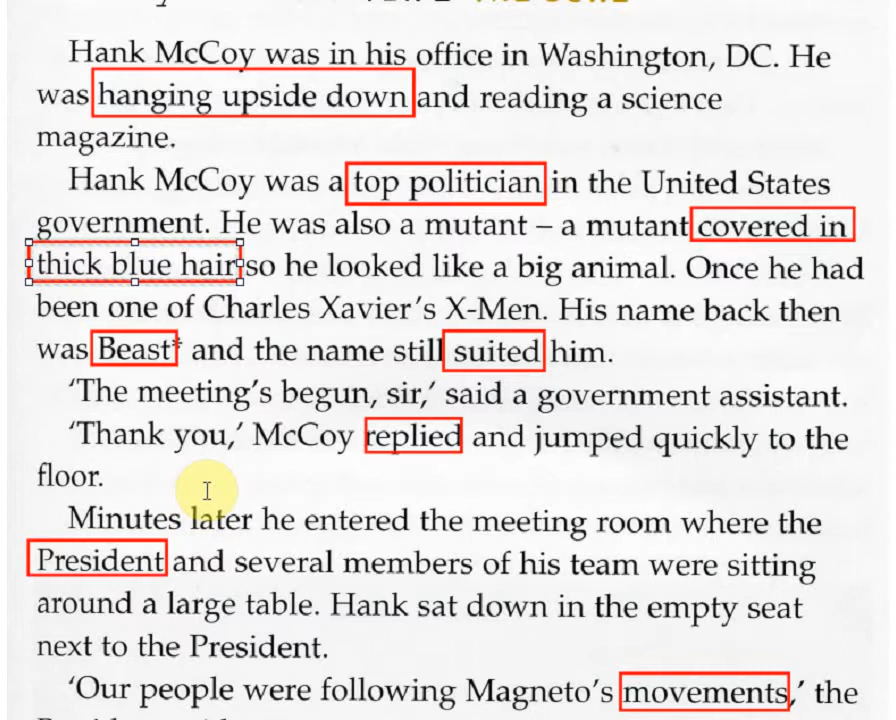 Hank McCoy was in his office in Washington, DC. He
was hanging upside down and reading a science
magazine.
Hank McCoy was a top politician in the United States
government. He was also a mutant – a mutant covered in
thick blue hair so he looked like a big animal. Once he had
been one of Charles Xavier's X-Men. His name back then
was Beast* and the name still suited him.
'The meeting's begun, sir,' said a government assistant.
'Thank you,' McCoy replied and jumped quickly to the
floor.
Minutes later he entered the meeting room where the
President and several members of his team were sitting
around a large table. Hank sat down in the empty seat
next to the President.
'Our people were following Magneto's movements,' the